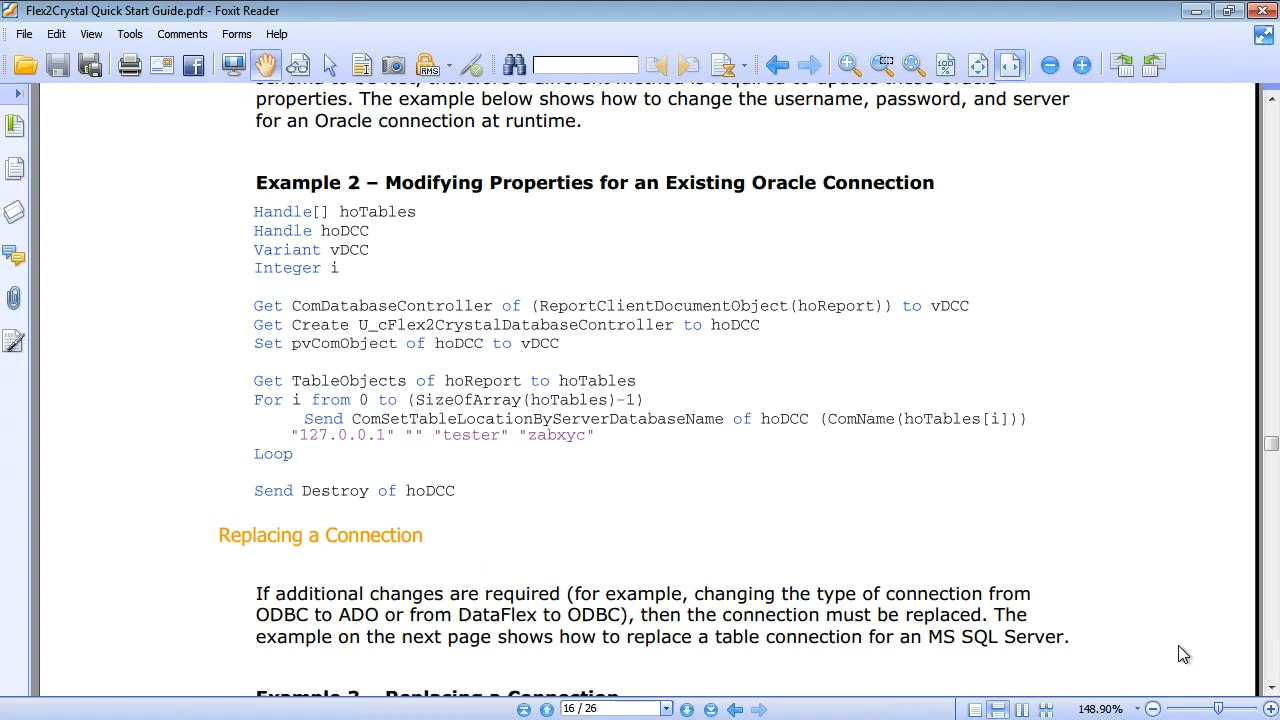 Flex2Crystal Quick Start Guide.pdf - Foxit Reader
File Edit View Tools Comments Forms Help
RMS
100 %
properties. The example below shows how to change the username, password, and server
for an Oracle connection at runtime.
Example 2 – Modifying Properties for an Existing Oracle Connection
Handle[] hoTables
Handle hoDCC
Variant vDCC
Integer i
Get ComDatabaseController of (ReportClientDocumentObject(hoReport)) to vDCC
Get Create U_cFlex2CrystalDatabaseController to hoDCC
Set pvComObject of hoDCC to vDCC
Get TableObjects of hoReport to hoTables
For i from 0 to (SizeOfArray(hoTables)-1)
Send ComSetTableLocationByServerDatabaseName of hoDCC (ComName(hoTables[i]))
"127.0.0.1" "" "tester" "zabxyc"
Loop
Send Destroy of hoDCC
Replacing a Connection
If additional changes are required (for example, changing the type of connection from
ODBC to ADO or from DataFlex to ODBC), then the connection must be replaced. The
example on the next page shows how to replace a table connection for an MS SQL Server.
Example 3 – Replacing a Connection
16 / 26
148.90%